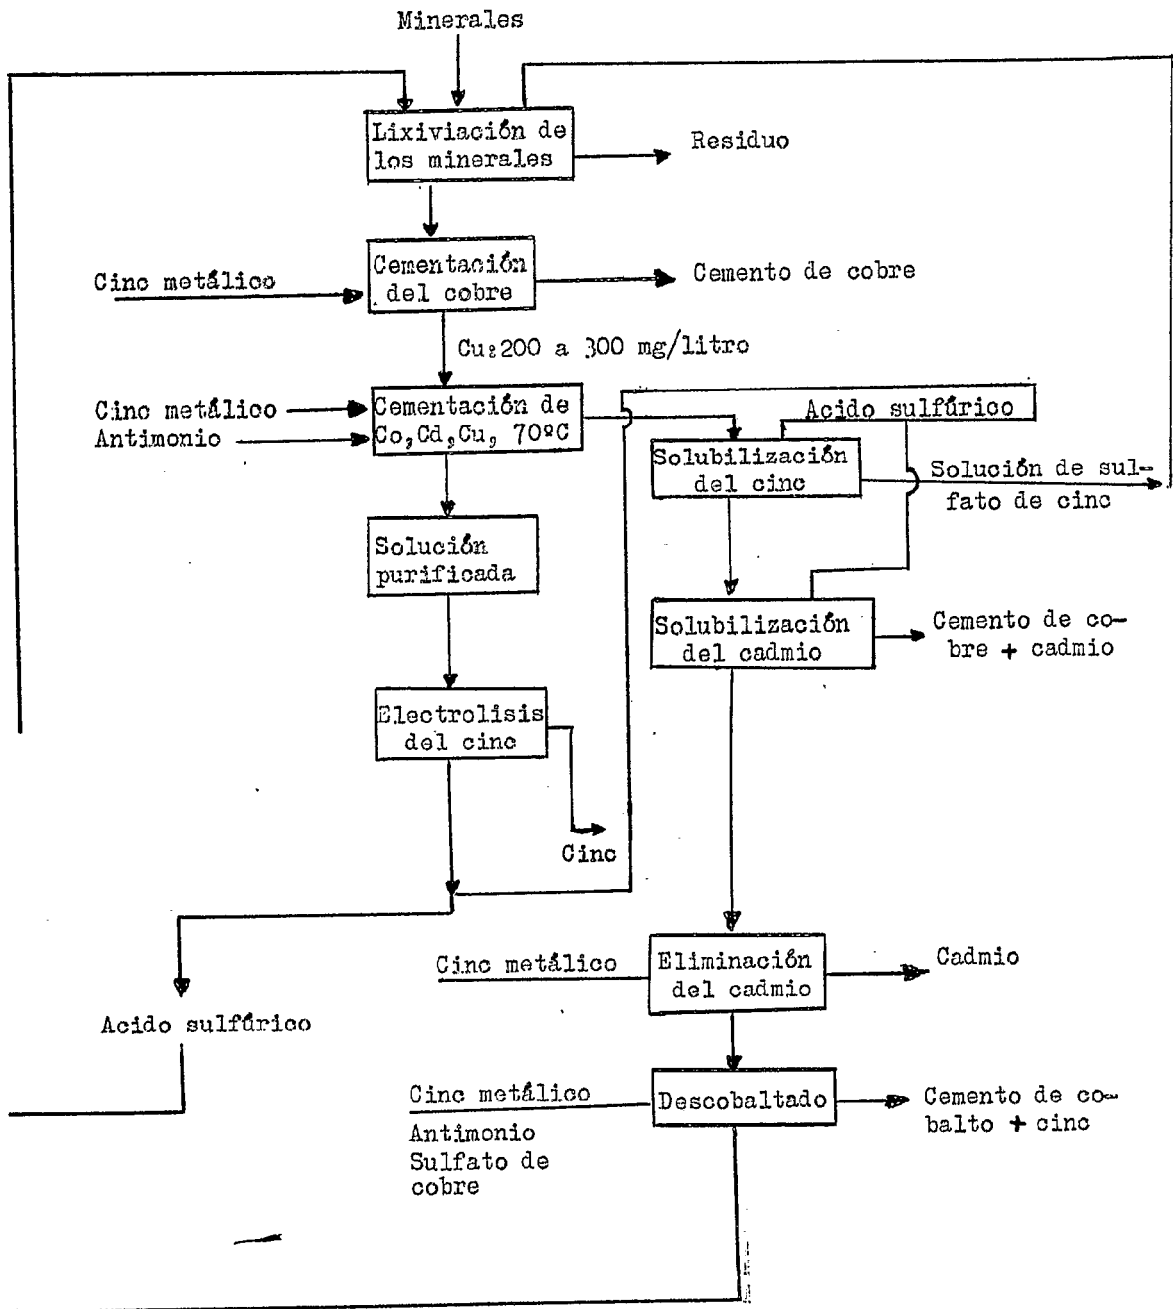 Minerales
Lixiviación de
los minerales
Residuo
Cinc metálico
Cementación
del cobre
Cemento de cobre
Cu:200 a 300 mg/litro
Cinc metálico
Antimonio
Cementación de
Co,Cd,Cu, 70ºC
Acido sulfúrico
Solubilización
del cinc
Solución de sul-
fato de cinc
Solución
purificada
Solubilización
del cadmio
Cemento de co-
bre + cadmio
Electrolisis
del cinc
Cinc
Cinc metálico
Eliminación
del cadmio
Cadmio
Acido sulfúrico
Cinc metálico
Antimonio
Sulfato de
cobre
Descobaltado
Cemento de co-
balto + cinc